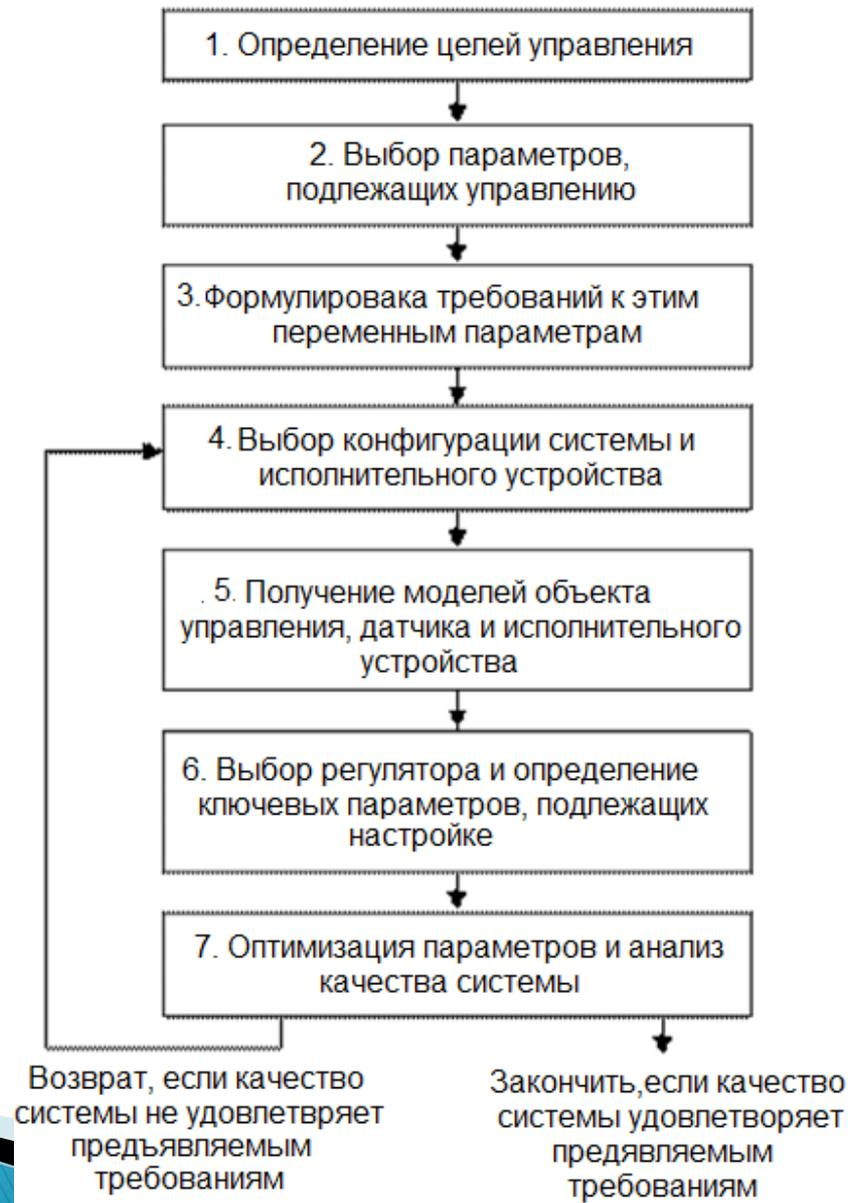 1. Определение целей управления
2. Выбор параметров,
подлежащих управлению
3. Формулировака требований к этим
переменным параметрам
4. Выбор конфигурации системы и
исполнительного устройства
. 5. Получение моделей объекта
управления, датчика и исполнительного
устройства
6. Выбор регулятора и определение
ключевых параметров, подлежащих
настройке
7. Оптимизация параметров и анализ
качества системы
Возврат, если качество
системы не удовлетвряет
предъявляемым
требованиям
Закончить,если качество
системы удовлетворяет
предявляемым
требованиям